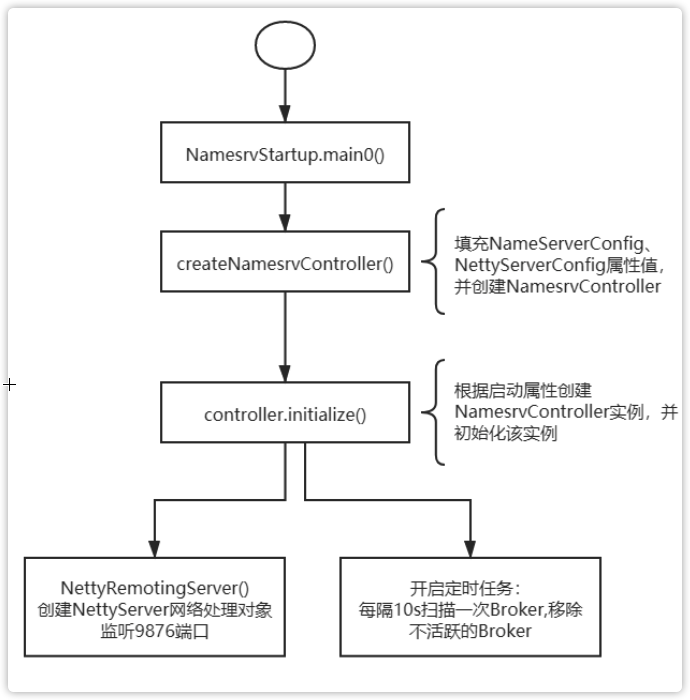 NamesrvStartup.main0()
createNamesrvController()
填充NameServerConfig、
NettyServerConfig属性值，
并创建NamesrvController
controller.initialize()
根据启动属性创建
NamesrvController实例，并
初始化该实例
NettyRemotingServer()
创建NettyServer网络处理对象
监听9876端口
开启定时任务：
每隔10s扫描一次Broker,移除
不活跃的Broker